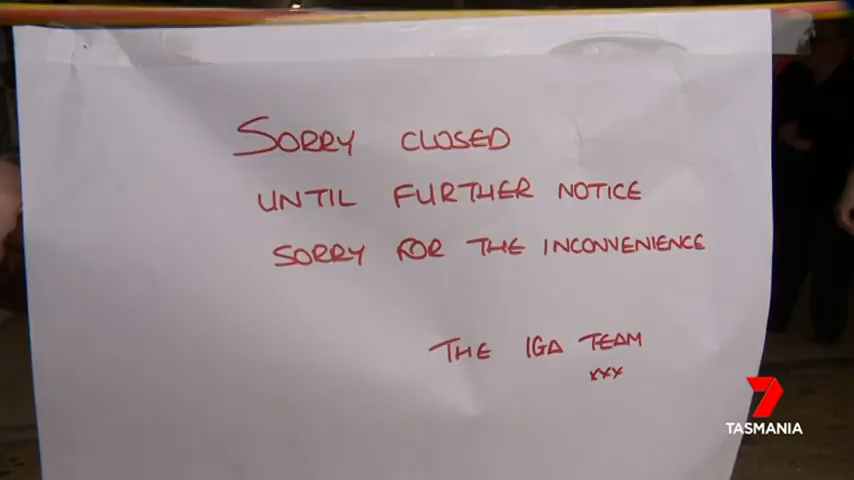 SORRY CLOSED
UNTIL FURTHER NOTICE
SORRY FOR THE INCONVENIENCE
THE IGA TEAM
xxx
7
TASMANIA